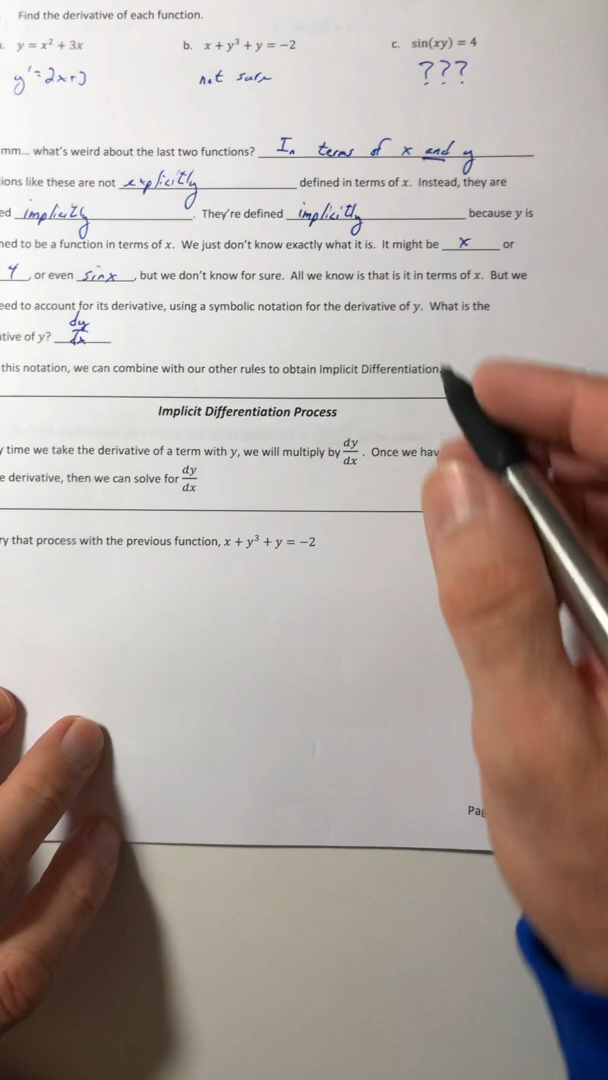 Find the derivative of each function.
. y = x² + 3x b. x + y³ + y = −2 c. sin(xy) = 4
y' = 2x+3 not sure ???
mm... what's weird about the last two functions? In terms of x and y
ions like these are not explicitly defined in terms of x. Instead, they are
ed implicitly. They're defined implicitly because y is
ned to be a function in terms of x. We just don't know exactly what it is. It might be x or
4, or even sinx, but we don't know for sure. All we know is that is it in terms of x. But we
eed to account for its derivative, using a symbolic notation for the derivative of y. What is the
ative of y? dy/dx
this notation, we can combine with our other rules to obtain Implicit Differentiation
Implicit Differentiation Process
y time we take the derivative of a term with y, we will multiply by dy/dx. Once we hav
e derivative, then we can solve for dy/dx
ry that process with the previous function, x + y³ + y = −2
Pag